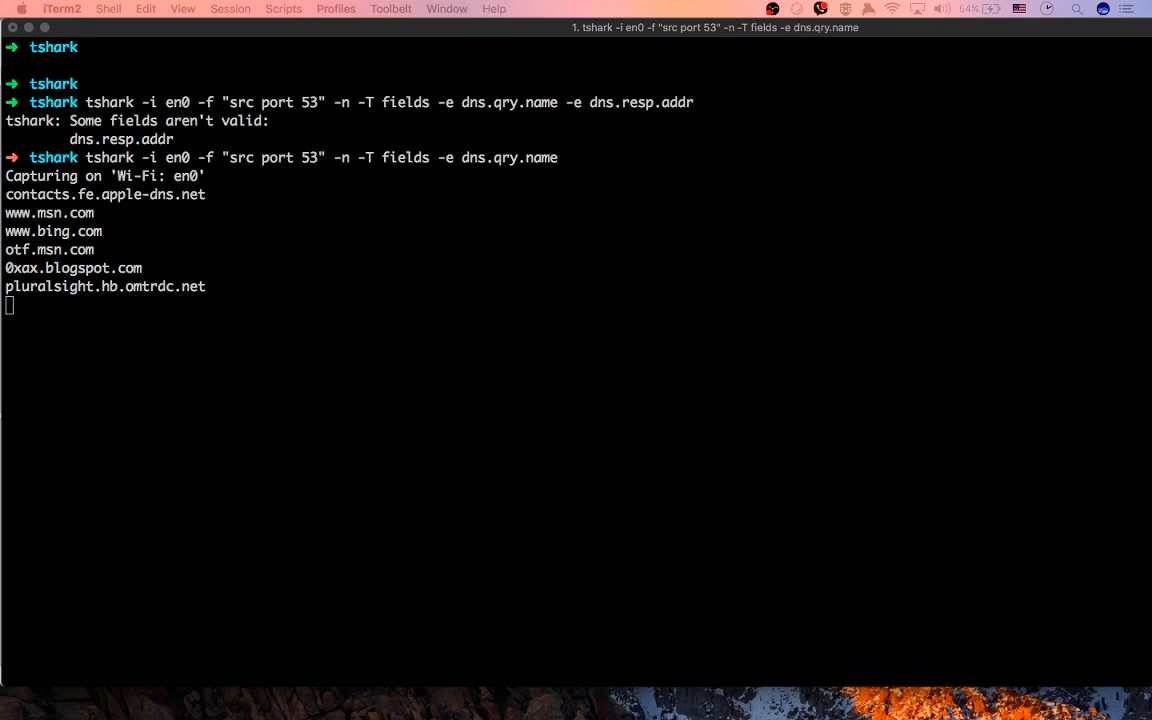 iTerm2 Shell Edit View Session Scripts Profiles Toolbelt Window Help 54%
1. tshark -i en0 -f "src port 53" -n -T fields -e dns.qry.name
➜ tshark
➜ tshark
➜ tshark tshark -i en0 -f "src port 53" -n -T fields -e dns.qry.name -e dns.resp.addr
tshark: Some fields aren't valid:
dns.resp.addr
➜ tshark tshark -i en0 -f "src port 53" -n -T fields -e dns.qry.name
Capturing on 'Wi-Fi: en0'
contacts.fe.apple-dns.net
www.msn.com
www.bing.com
otf.msn.com
0xax.blogspot.com
pluralsight.hb.omtrdc.net